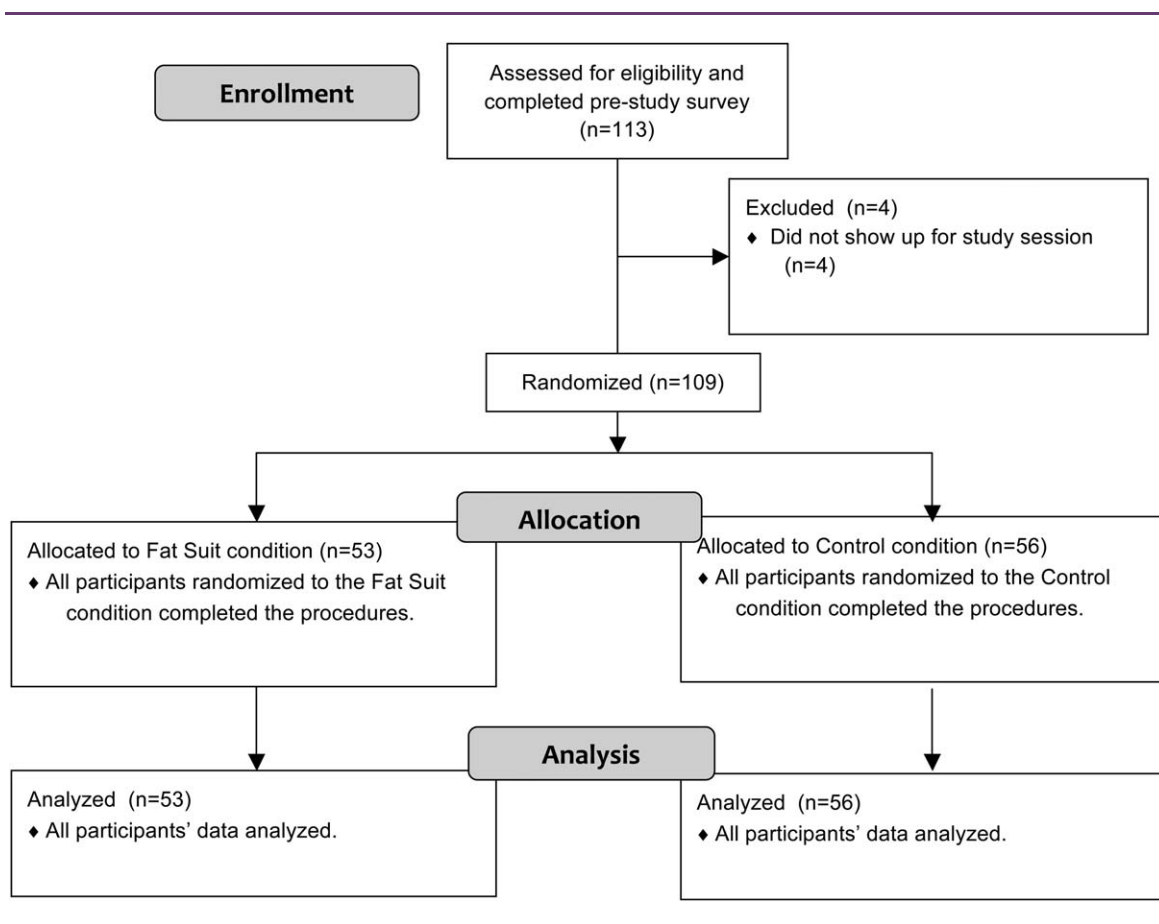 Enrollment
Assessed for eligibility and
completed pre-study survey
(n=113)
Excluded (n=4)
♦ Did not show up for study session
(n=4)
Randomized (n=109)
Allocation
Allocated to Fat Suit condition (n=53)
♦ All participants randomized to the Fat Suit
condition completed the procedures.
Allocated to Control condition (n=56)
♦ All participants randomized to the Control
condition completed the procedures.
Analysis
Analyzed (n=53)
♦ All participants’ data analyzed.
Analyzed (n=56)
♦ All participants’ data analyzed.